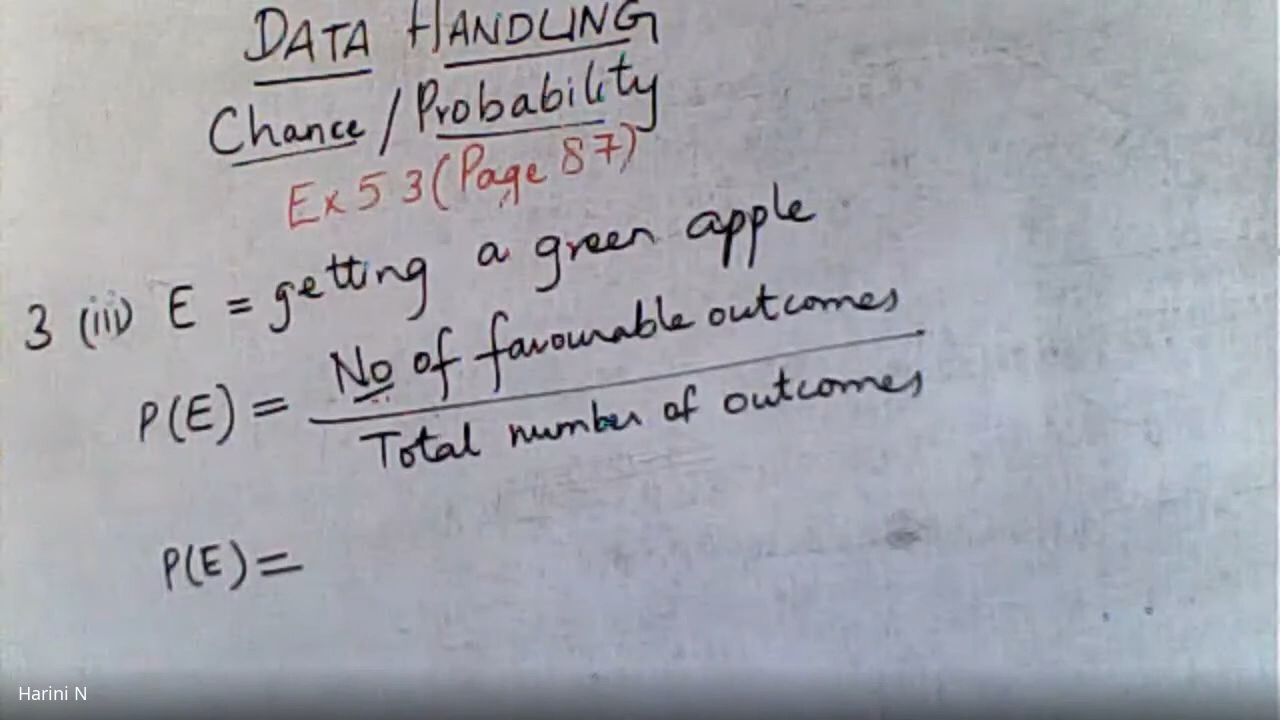 DATA HANDLING
Chance / Probability
Ex 5 3 (Page 87)
3 (iii) E = getting a green apple
P(E) = No of favourable outcomes
Total number of outcomes
P(E) =
Harini N